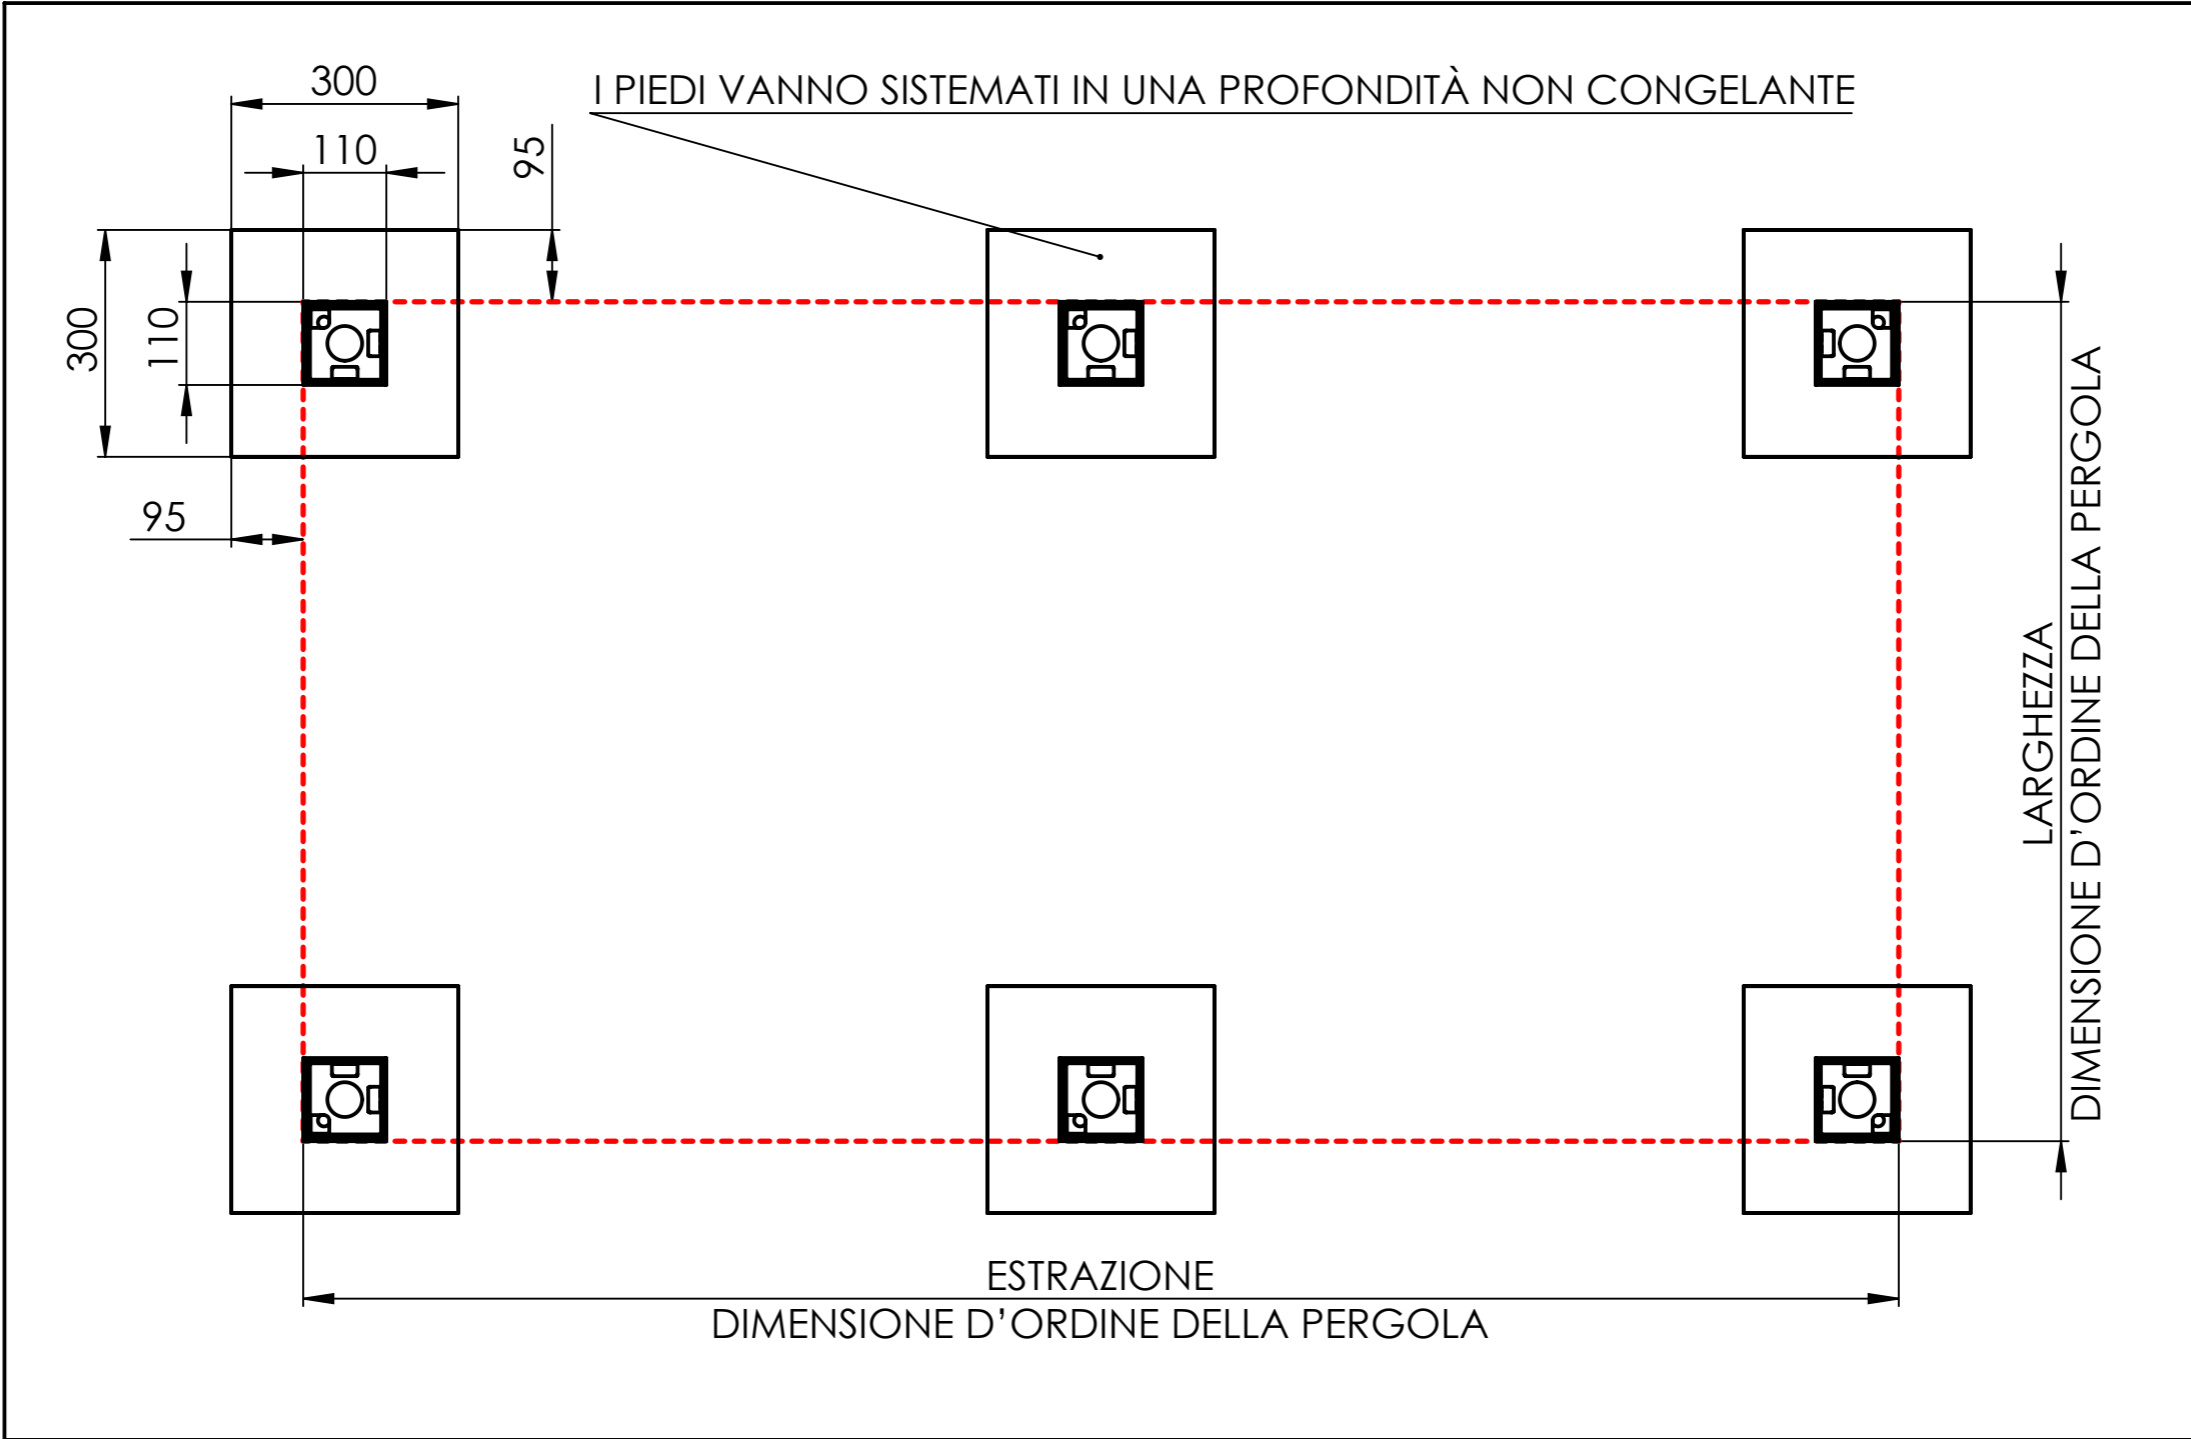 300
I PIEDI VANNO SISTEMATI IN UNA PROFONDITÀ NON CONGELANTE
110
95
300
110
95
LARGHEZZA
DIMENSIONE D'ORDINE DELLA PERGOLA
ESTRAZIONE
DIMENSIONE D'ORDINE DELLA PERGOLA